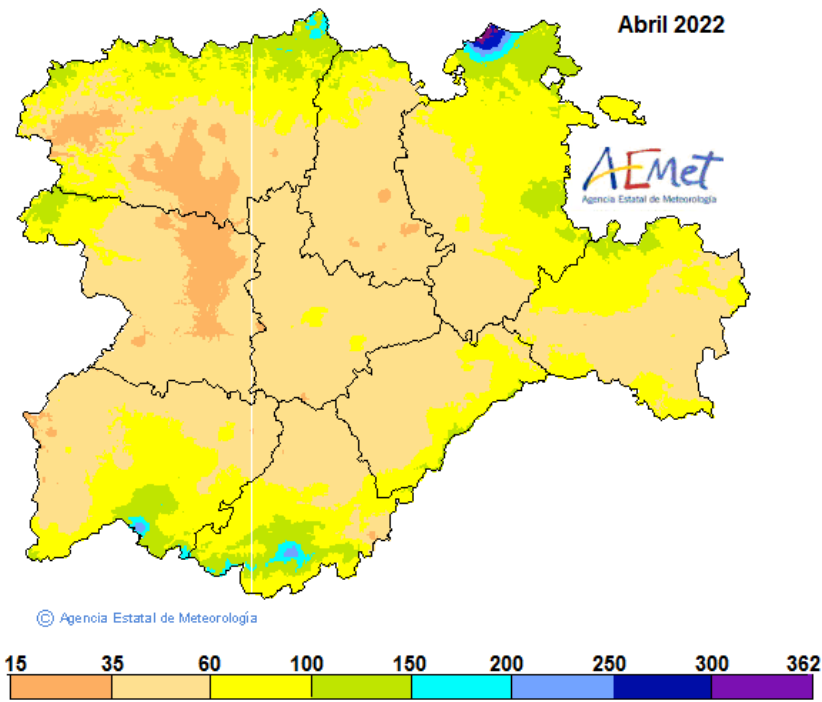 Abril 2022
AEMet
Agencia Estatal de Meteorología
© Agencia Estatal de Meteorología
15 35 60 100 150 200 250 300 362